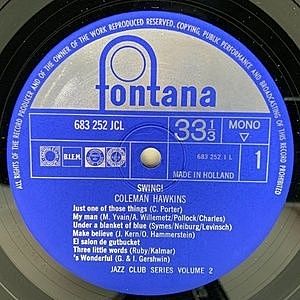 ALL RIGHTS OF THE RECORD PRODUCER AND OF THE OWNER OF THE WORK REPRODUCED RESERVED. COPYING, PUBLIC PERFORMANCE AND BROADCASTING OF THIS RECORD PROHIBITED
fontana
683 252 JCL
33 1/3
MONO
B.I.E.M.
683 252.1 L
1
MADE IN HOLLAND
SWING!
COLEMAN HAWKINS
Just one of those things (C. Porter)
My man (M. Yvain/A. Willemetz/Pollock/Charles)
Under a blanket of blue (Symes/Neiburg/Levinsch)
Make believe (J. Kern/O. Hammerstein)
El salon de gutbucket
Three little words (Ruby/Kalmar)
's Wonderful (G. & I. Gershwin)
JAZZ CLUB SERIES VOLUME 2